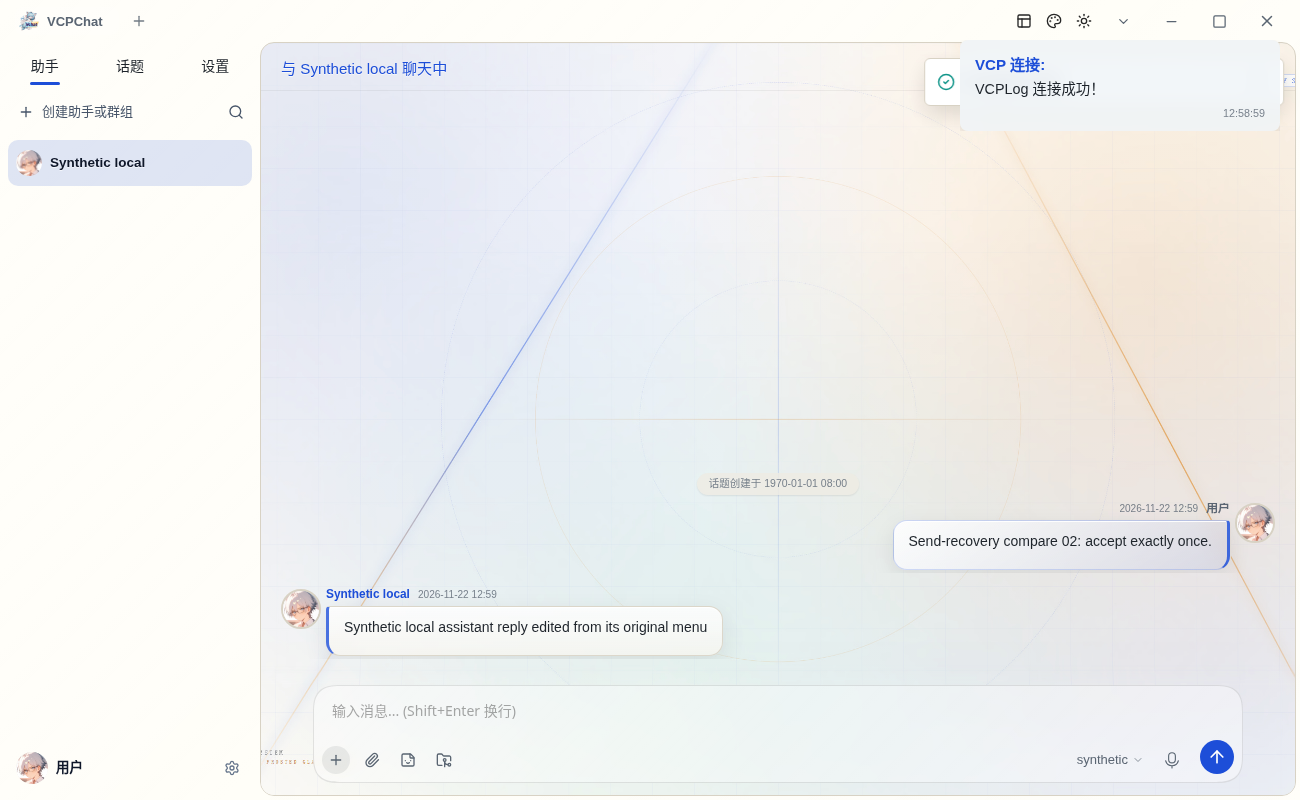 VCPChat
助手
话题
设置
创建助手或群组
Synthetic local
用户
与 Synthetic local 聊天中
VCP 连接:
VCPLog 连接成功!
12:58:59
话题创建于 1970-01-01 08:00
2026-11-22 12:59 用户
Send-recovery compare 02: accept exactly once.
Synthetic local 2026-11-22 12:59
Synthetic local assistant reply edited from its original menu
输入消息... (Shift+Enter 换行)
synthetic